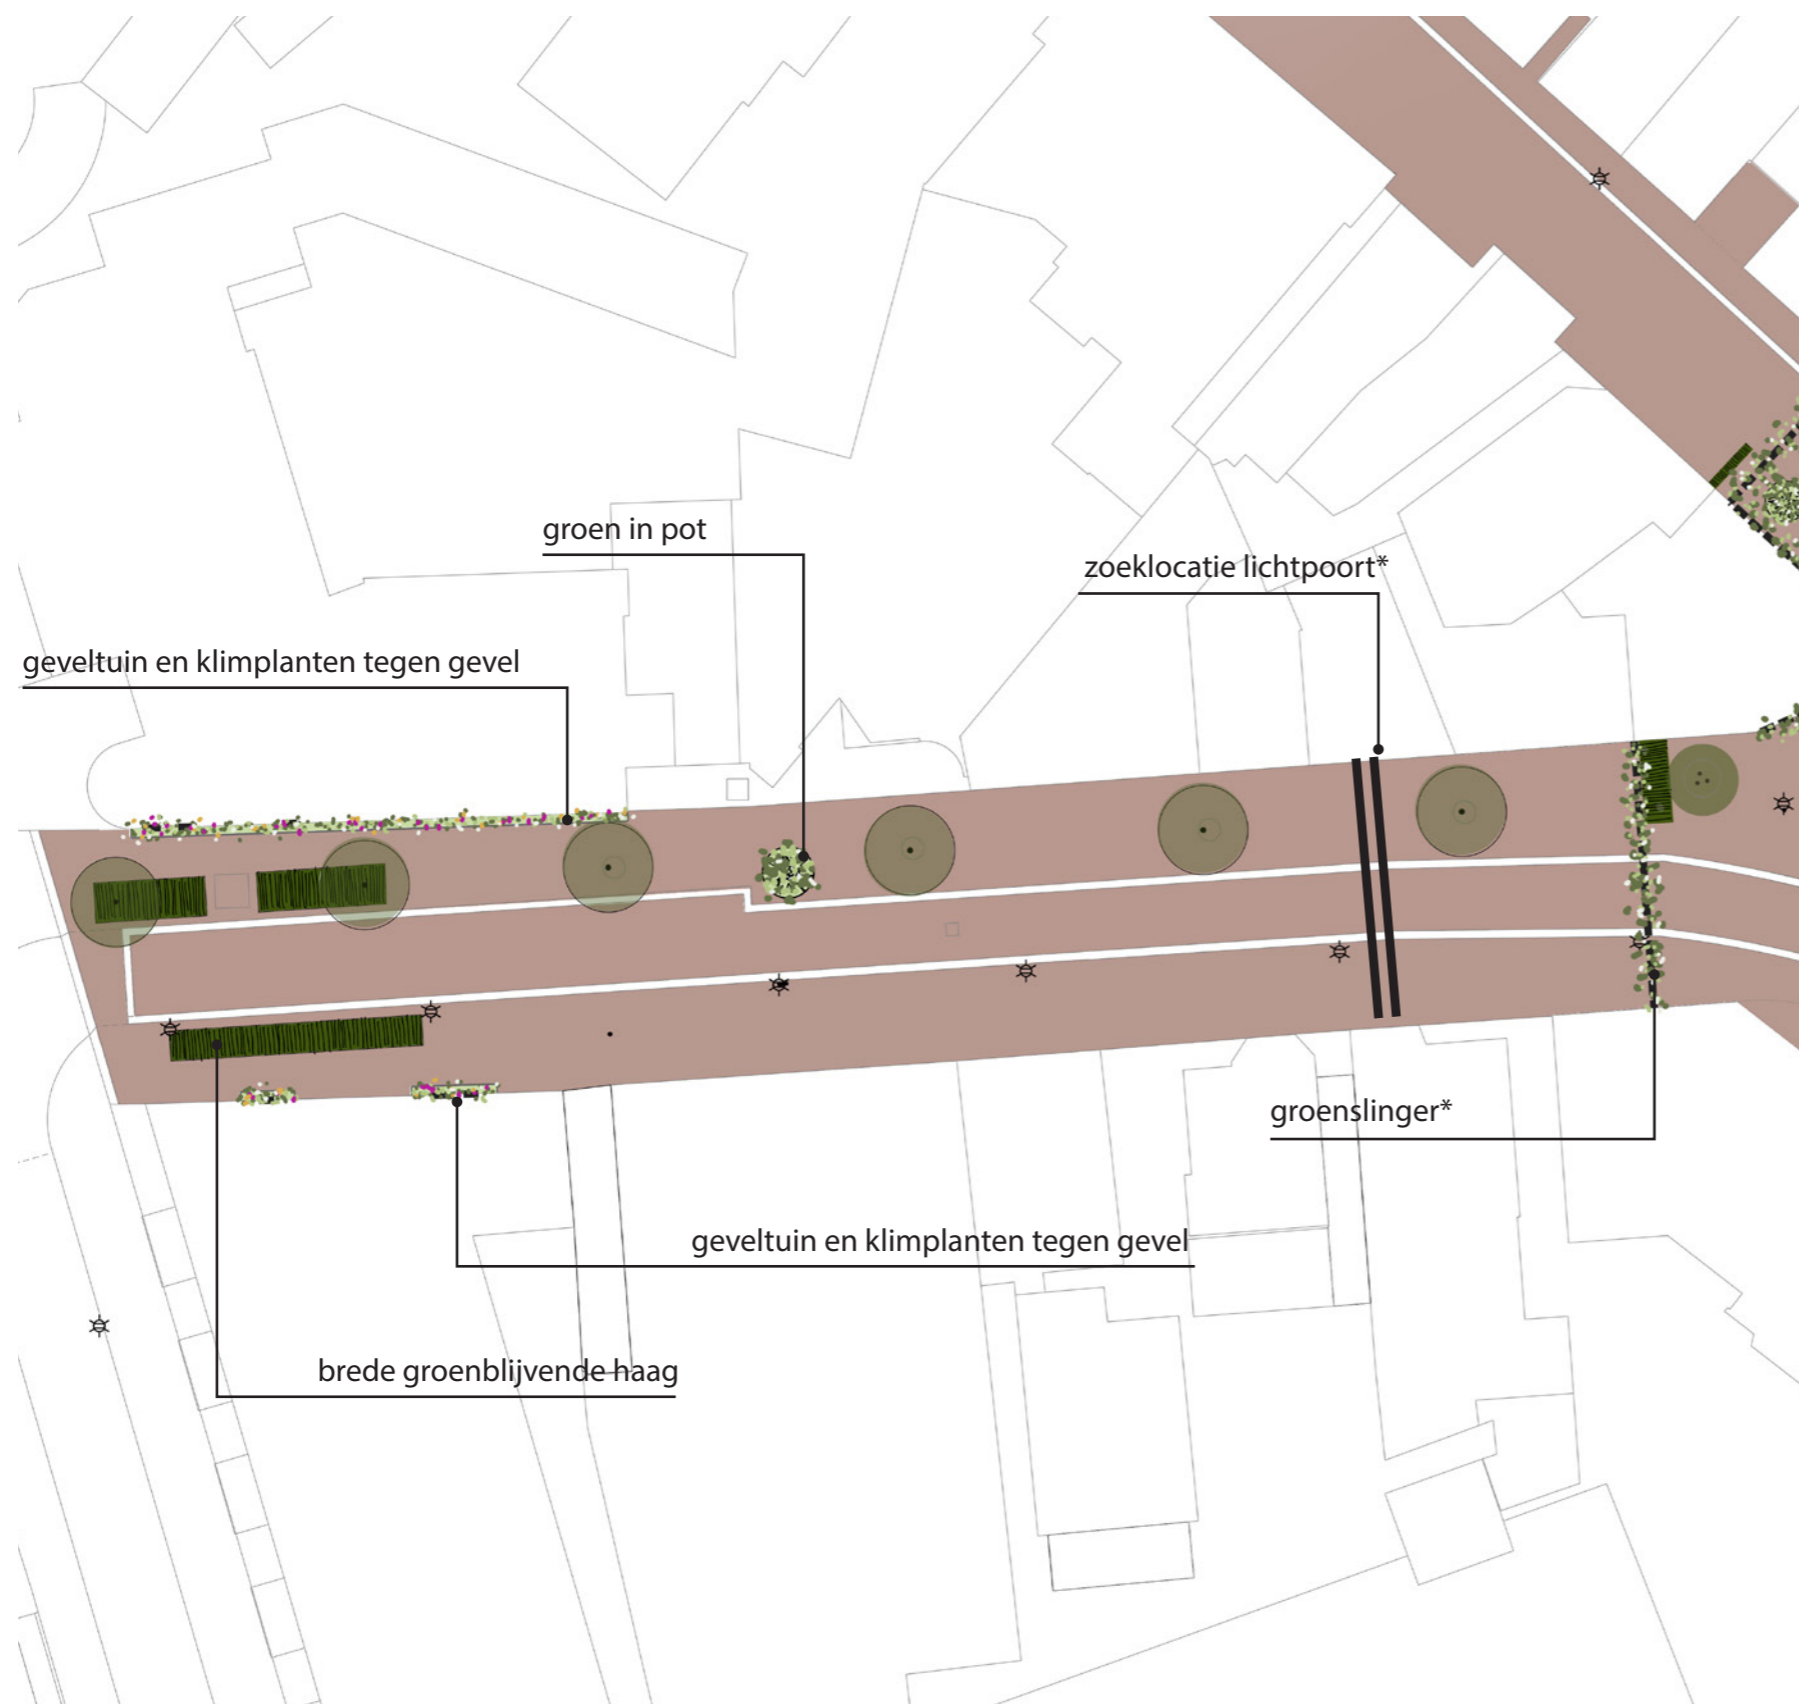 groen in pot
zoeklocatie lichtpoort*
geveltuin en klimplanten tegen gevel
groenslinger*
geveltuin en klimplanten tegen gevel
brede groenblijvende haag